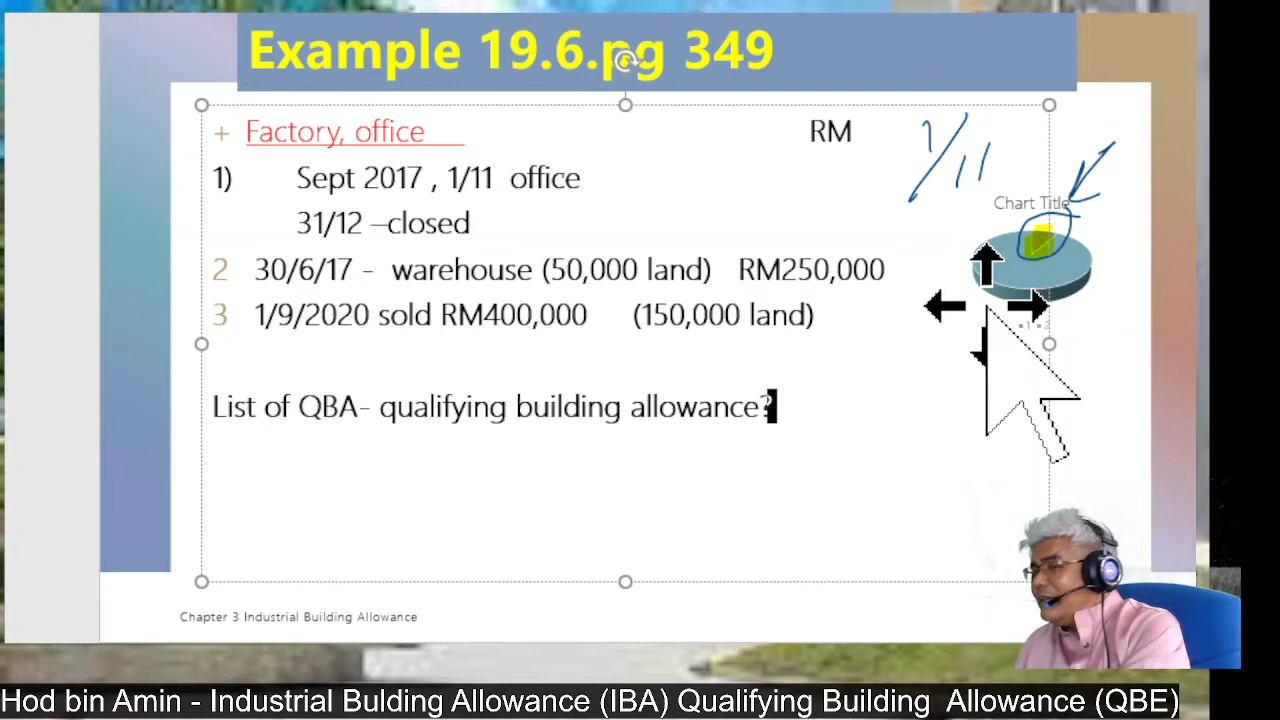 Example 19.6.pg 349
+ Factory, office RM
1) Sept 2017 , 1/11 office
31/12 –closed
2 30/6/17 - warehouse (50,000 land) RM250,000
3 1/9/2020 sold RM400,000 (150,000 land)
List of QBA- qualifying building allowance?
1/11
Chart Title
1 2
Chapter 3 Industrial Building Allowance
Hod bin Amin - Industrial Bulding Allowance (IBA) Qualifying Building Allowance (QBE)